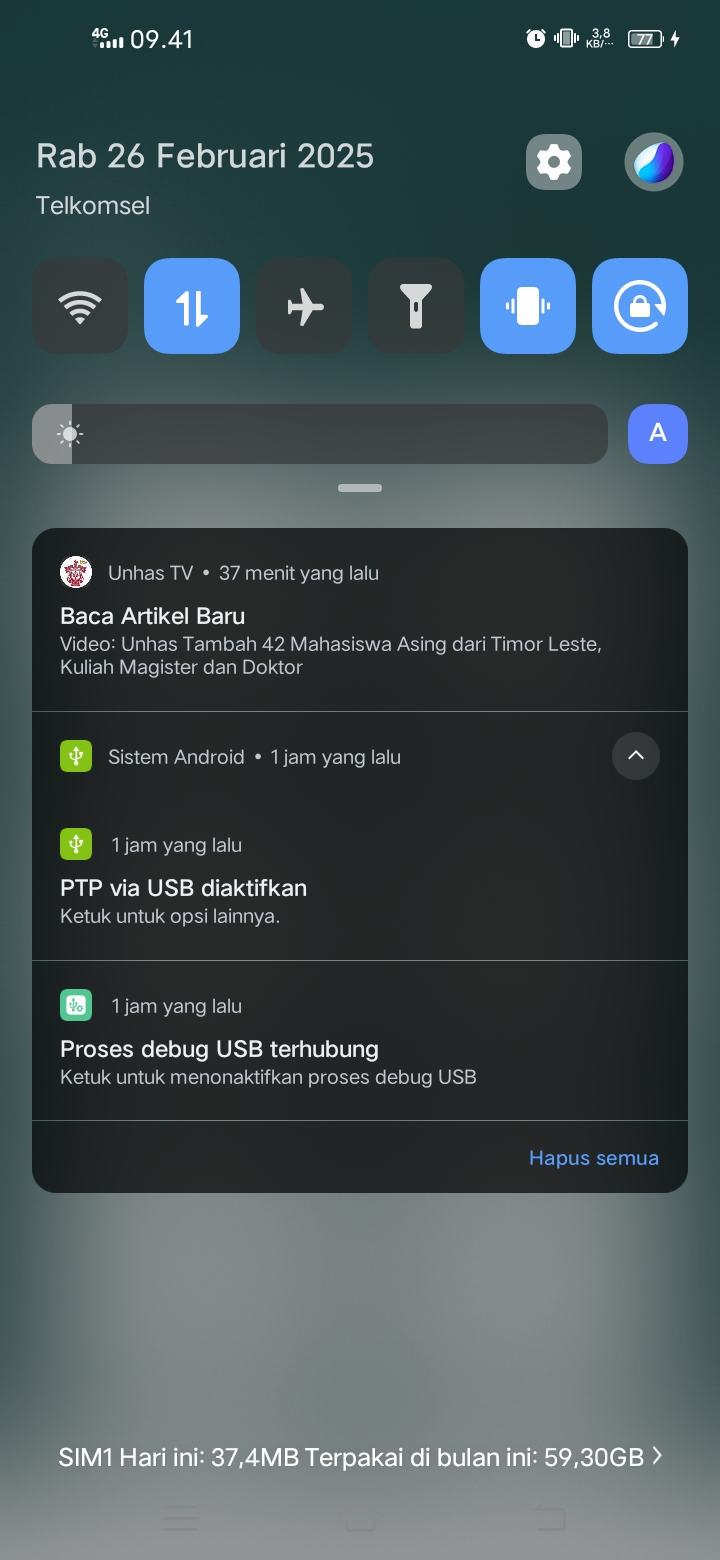 4G 09.41 3,8 KB/... 77
Rab 26 Februari 2025
Telkomsel
A
Unhas TV • 37 menit yang lalu
Baca Artikel Baru
Video: Unhas Tambah 42 Mahasiswa Asing dari Timor Leste,
Kuliah Magister dan Doktor
Sistem Android • 1 jam yang lalu
1 jam yang lalu
PTP via USB diaktifkan
Ketuk untuk opsi lainnya.
1 jam yang lalu
Proses debug USB terhubung
Ketuk untuk menonaktifkan proses debug USB
Hapus semua
SIM1 Hari ini: 37,4MB Terpakai di bulan ini: 59,30GB >